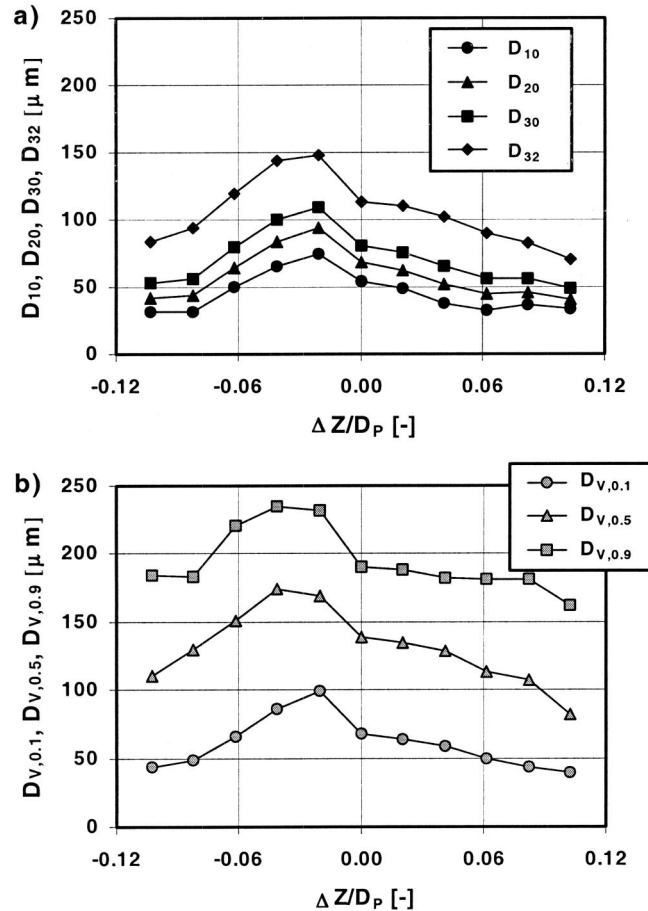 a)
250
200
150
100
50
0
D10, D20, D30, D32 [μ m]
D10
D20
D30
D32
-0.12
-0.06
0.00
0.06
0.12
Δ Z/DP [-]
b)
250
200
150
100
50
0
DV,0.1, DV,0.5, DV,0.9 [μ m]
DV,0.1
DV,0.5
DV,0.9
-0.12
-0.06
0.00
0.06
0.12
Δ Z/DP [-]